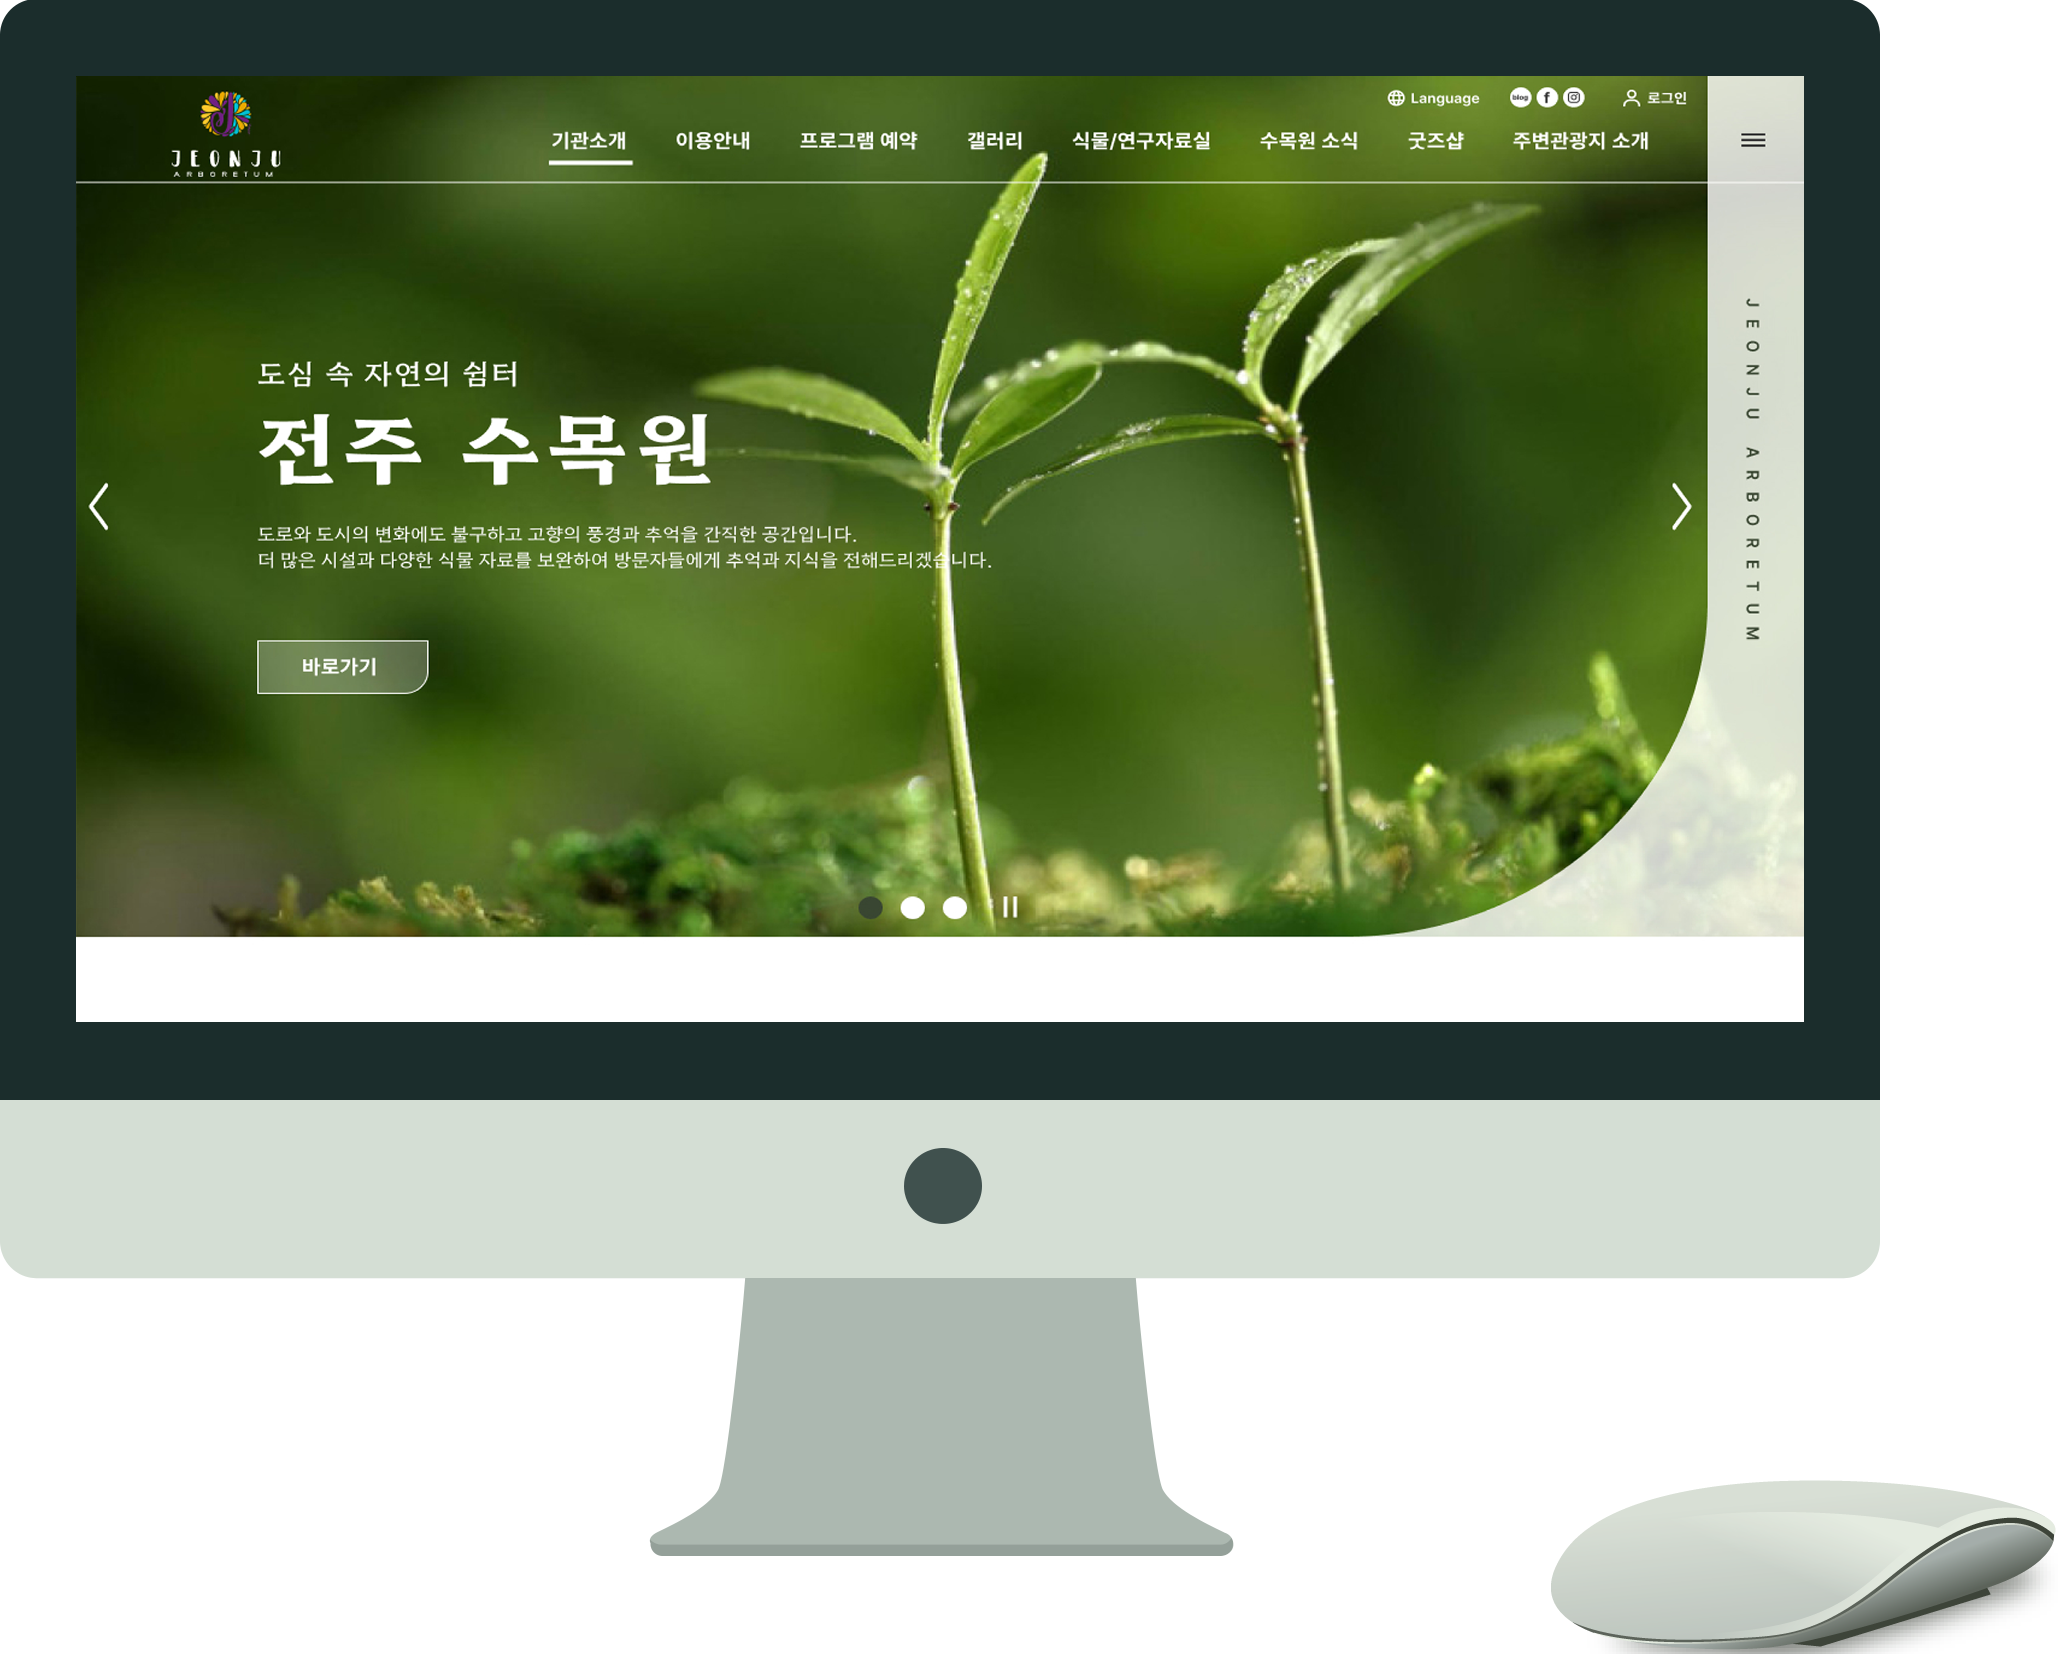 Language
blog
f
로그인
JEONJU
ARBORETUM
기관소개 이용안내 프로그램 예약 갤러리 식물/연구자료실 수목원 소식 굿즈샵 주변관광지 소개
도심 속 자연의 쉼터
전주 수목원
도로와 도시의 변화에도 불구하고 고향의 풍경과 추억을 간직한 공간입니다.
더 많은 시설과 다양한 식물 자료를 보완하여 방문자들에게 추억과 지식을 전해드리겠습니다.
바로가기
JEONJU ARBORETUM